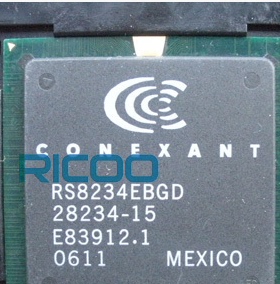 CONEXANT
RICOO
RS8234EBGD
28234-15
E83912.1
0611 MEXICO